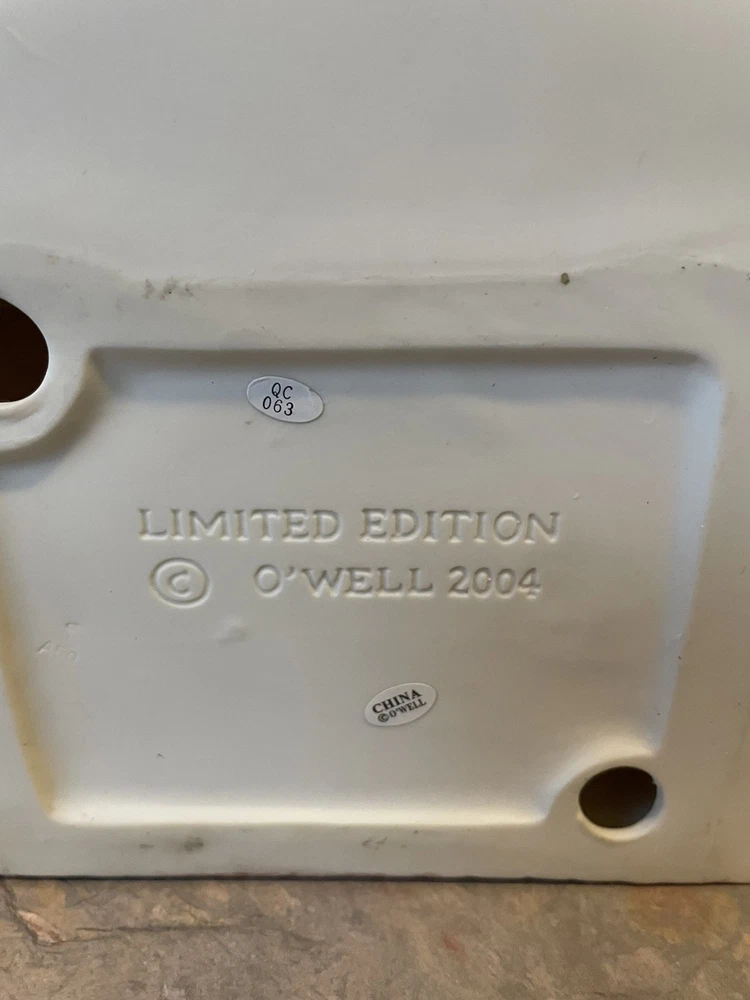 QC
063
LIMITED EDITION
© O'WELL 2004
CHINA
©O'WELL